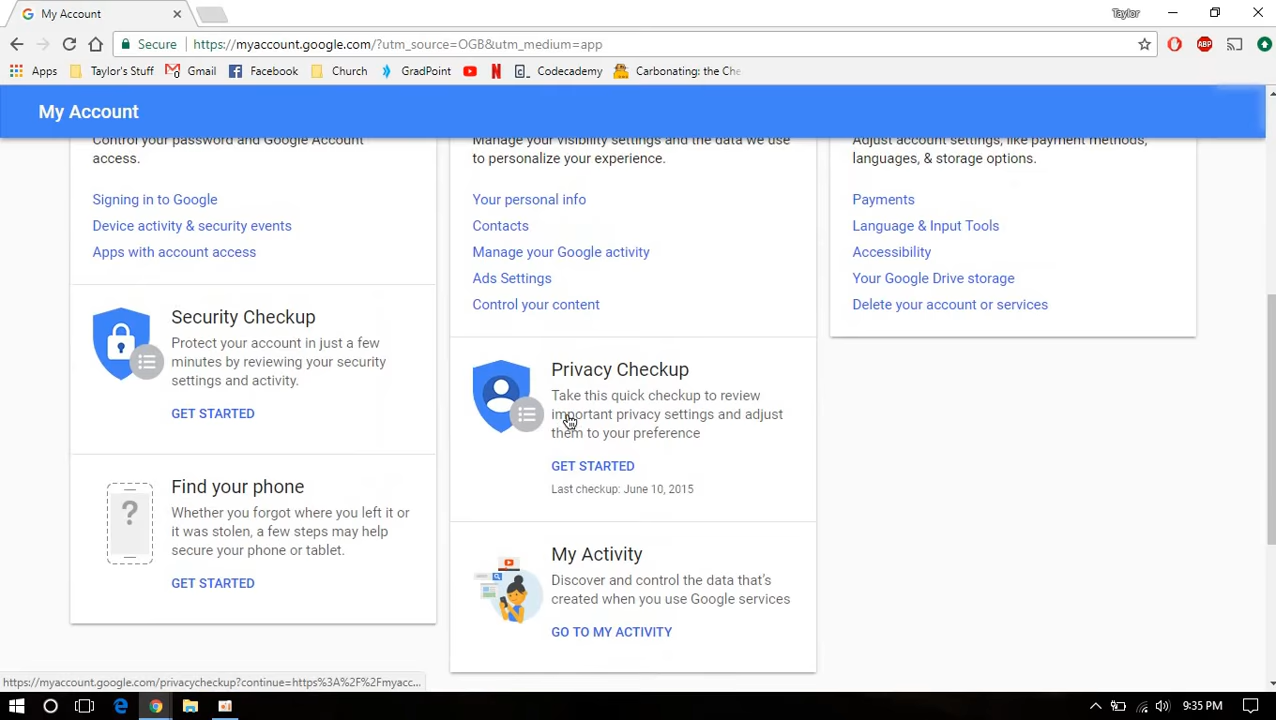 My Account
Taylor
Secure
https://myaccount.google.com/?utm_source=OGB&utm_medium=app
ABP
Apps
Taylor's Stuff
Gmail
Facebook
Church
GradPoint
Codecademy
Carbonating: the Che
My Account
Control your password and Google Account
access.
Signing in to Google
Device activity & security events
Apps with account access
Security Checkup
Protect your account in just a few
minutes by reviewing your security
settings and activity.
GET STARTED
Find your phone
Whether you forgot where you left it or
it was stolen, a few steps may help
secure your phone or tablet.
GET STARTED
Manage your visibility settings and the data we use
to personalize your experience.
Your personal info
Contacts
Manage your Google activity
Ads Settings
Control your content
Privacy Checkup
Take this quick checkup to review
important privacy settings and adjust
them to your preference
GET STARTED
Last checkup: June 10, 2015
My Activity
Discover and control the data that's
created when you use Google services
GO TO MY ACTIVITY
Adjust account settings, like payment methods,
languages, & storage options.
Payments
Language & Input Tools
Accessibility
Your Google Drive storage
Delete your account or services
https://myaccount.google.com/privacycheckup?continue=https%3A%2F%2Fmyacc...
9:35 PM